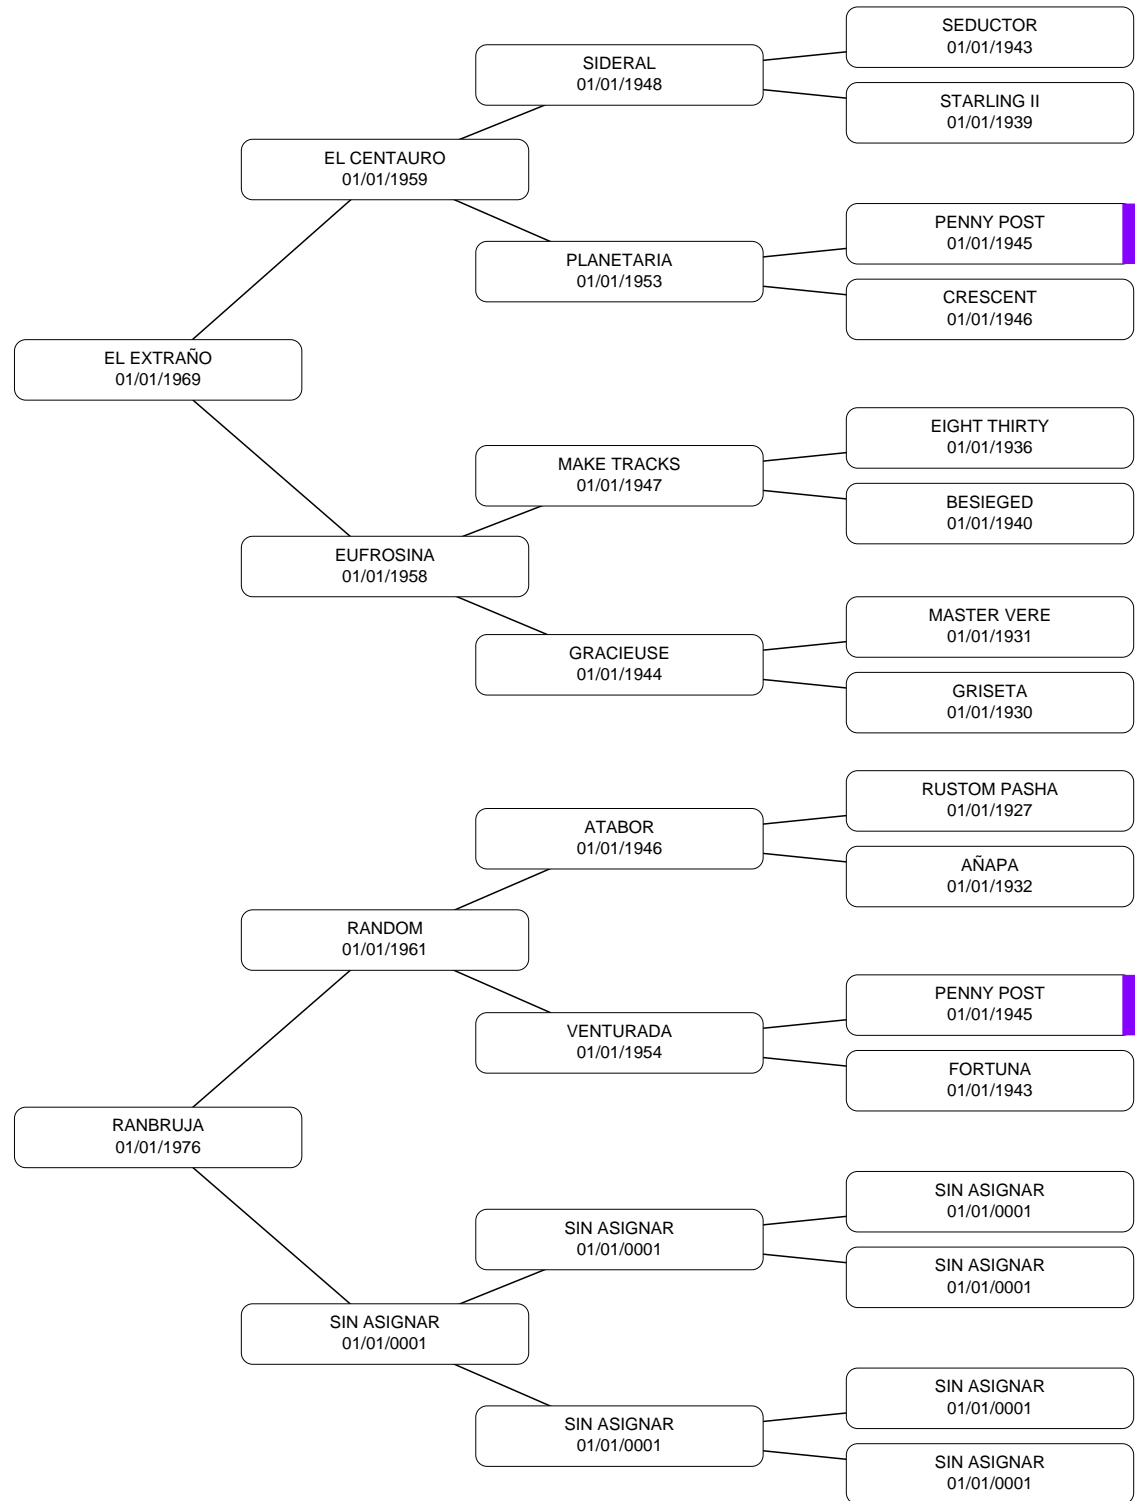 SEDUCTOR
01/01/1943
SIDERAL
01/01/1948
STARLING II
01/01/1939
EL CENTAURO
01/01/1959
PENNY POST
01/01/1945
PLANETARIA
01/01/1953
CRESCENT
01/01/1946
EL EXTRAÑO
01/01/1969
EIGHT THIRTY
01/01/1936
MAKE TRACKS
01/01/1947
BESIEGED
01/01/1940
EUFROSINA
01/01/1958
MASTER VERE
01/01/1931
GRACIEUSE
01/01/1944
GRISETA
01/01/1930
RUSTOM PASHA
01/01/1927
ATABOR
01/01/1946
AÑAPA
01/01/1932
RANDOM
01/01/1961
PENNY POST
01/01/1945
VENTURADA
01/01/1954
FORTUNA
01/01/1943
RANBRUJA
01/01/1976
SIN ASIGNAR
01/01/0001
SIN ASIGNAR
01/01/0001
SIN ASIGNAR
01/01/0001
SIN ASIGNAR
01/01/0001
SIN ASIGNAR
01/01/0001
SIN ASIGNAR
01/01/0001
SIN ASIGNAR
01/01/0001